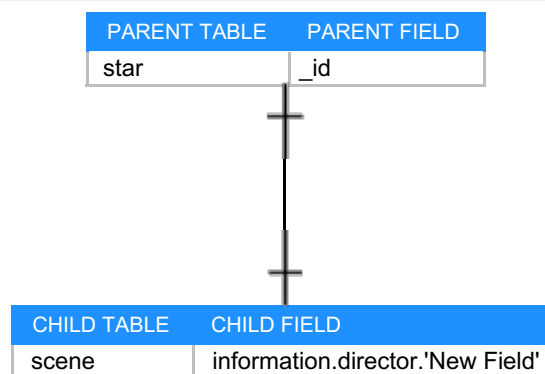 PARENT TABLE PARENT FIELD
star _id
CHILD TABLE CHILD FIELD
scene information.director.'New Field'